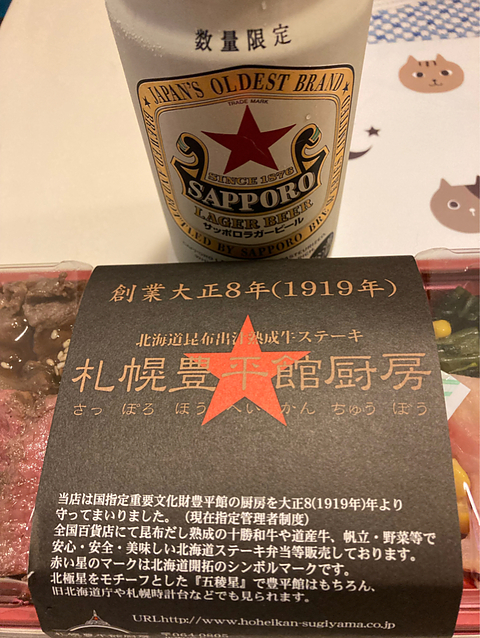 数量限定
JAPAN'S OLDEST BRAND
TRADE MARK
SINCE 1876
SAPPORO
LAGER BEER
サッポロラガービール
BY SAPPORO
創業大正8年(1919年)
北海道昆布出汁熟成牛ステーキ
札幌豊平館厨房
さっぽろほうへいかんちゅうぼう
当店は国指定重要文化財豊平館の厨房を大正8(1919年)年より
守ってまいりました。（現在指定管理者制度）
全国百貨店にて昆布だし熟成の十勝和牛や道産牛、帆立・野菜等で
安心・安全・美味しい北海道ステーキ弁当等販売しております。
赤い星のマークは北海道開拓のシンボルマークです。
北極星をモチーフとした『五稜星』で豊平館はもちろん、
旧北海道庁や札幌時計台などでも見られます。
URLhttp://www.hoheikan-sugiyama.co.jp